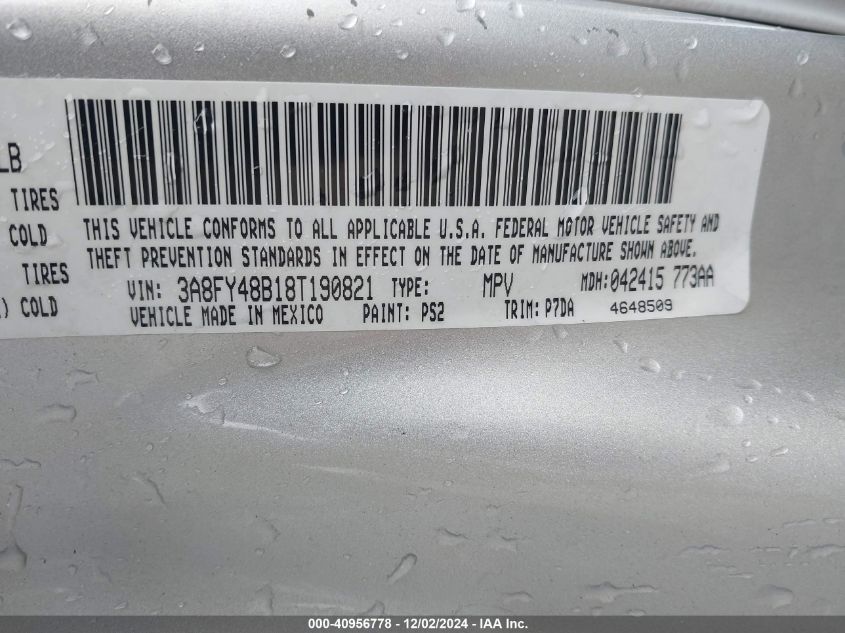 LB
TIRES
COLD
TIRES
) COLD
THIS VEHICLE CONFORMS TO ALL APPLICABLE U.S.A. FEDERAL MOTOR VEHICLE SAFETY AND
THEFT PREVENTION STANDARDS IN EFFECT ON THE DATE OF MANUFACTURE SHOWN ABOVE.
VIN: 3A8FY48B18T190821 TYPE: MPV MDH:042415 773AA
VEHICLE MADE IN MEXICO PAINT: PS2 TRIM: P7DA 4648509
000-40956778 - 12/02/2024 - IAA Inc.